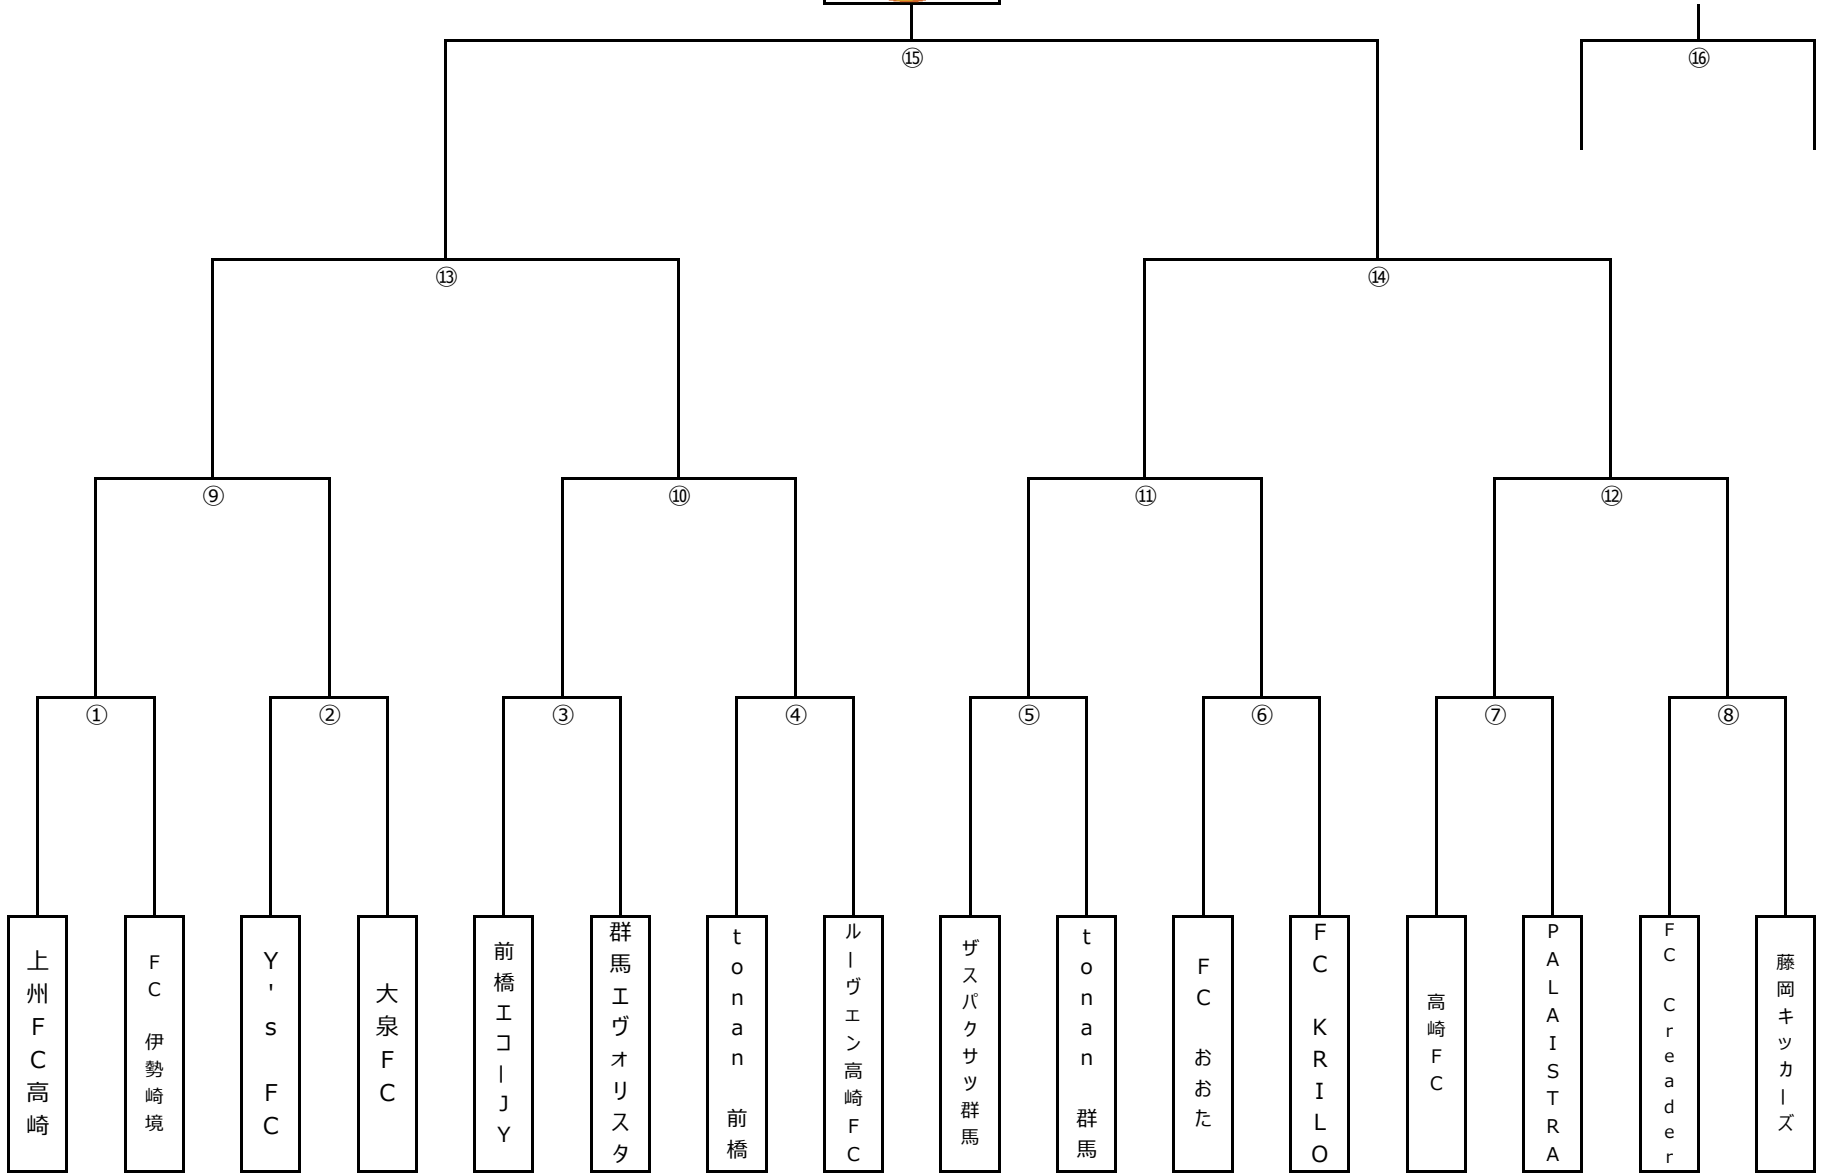 ⑮
⑯
⑬
⑭
⑨
⑩
⑪
⑫
①
②
③
④
⑤
⑥
⑦
⑧
上州FC高崎
FC 伊勢崎境
Y's FC
大泉FC
前橋エコーJY
群馬エヴォリスタ
tonan 前橋
ルーヴェン高崎FC
ザスパクサッ群馬
tonan 群馬
FC おおた
FC KRILO
高崎FC
PALAISTRA
FC Creader
藤岡キッカーズ